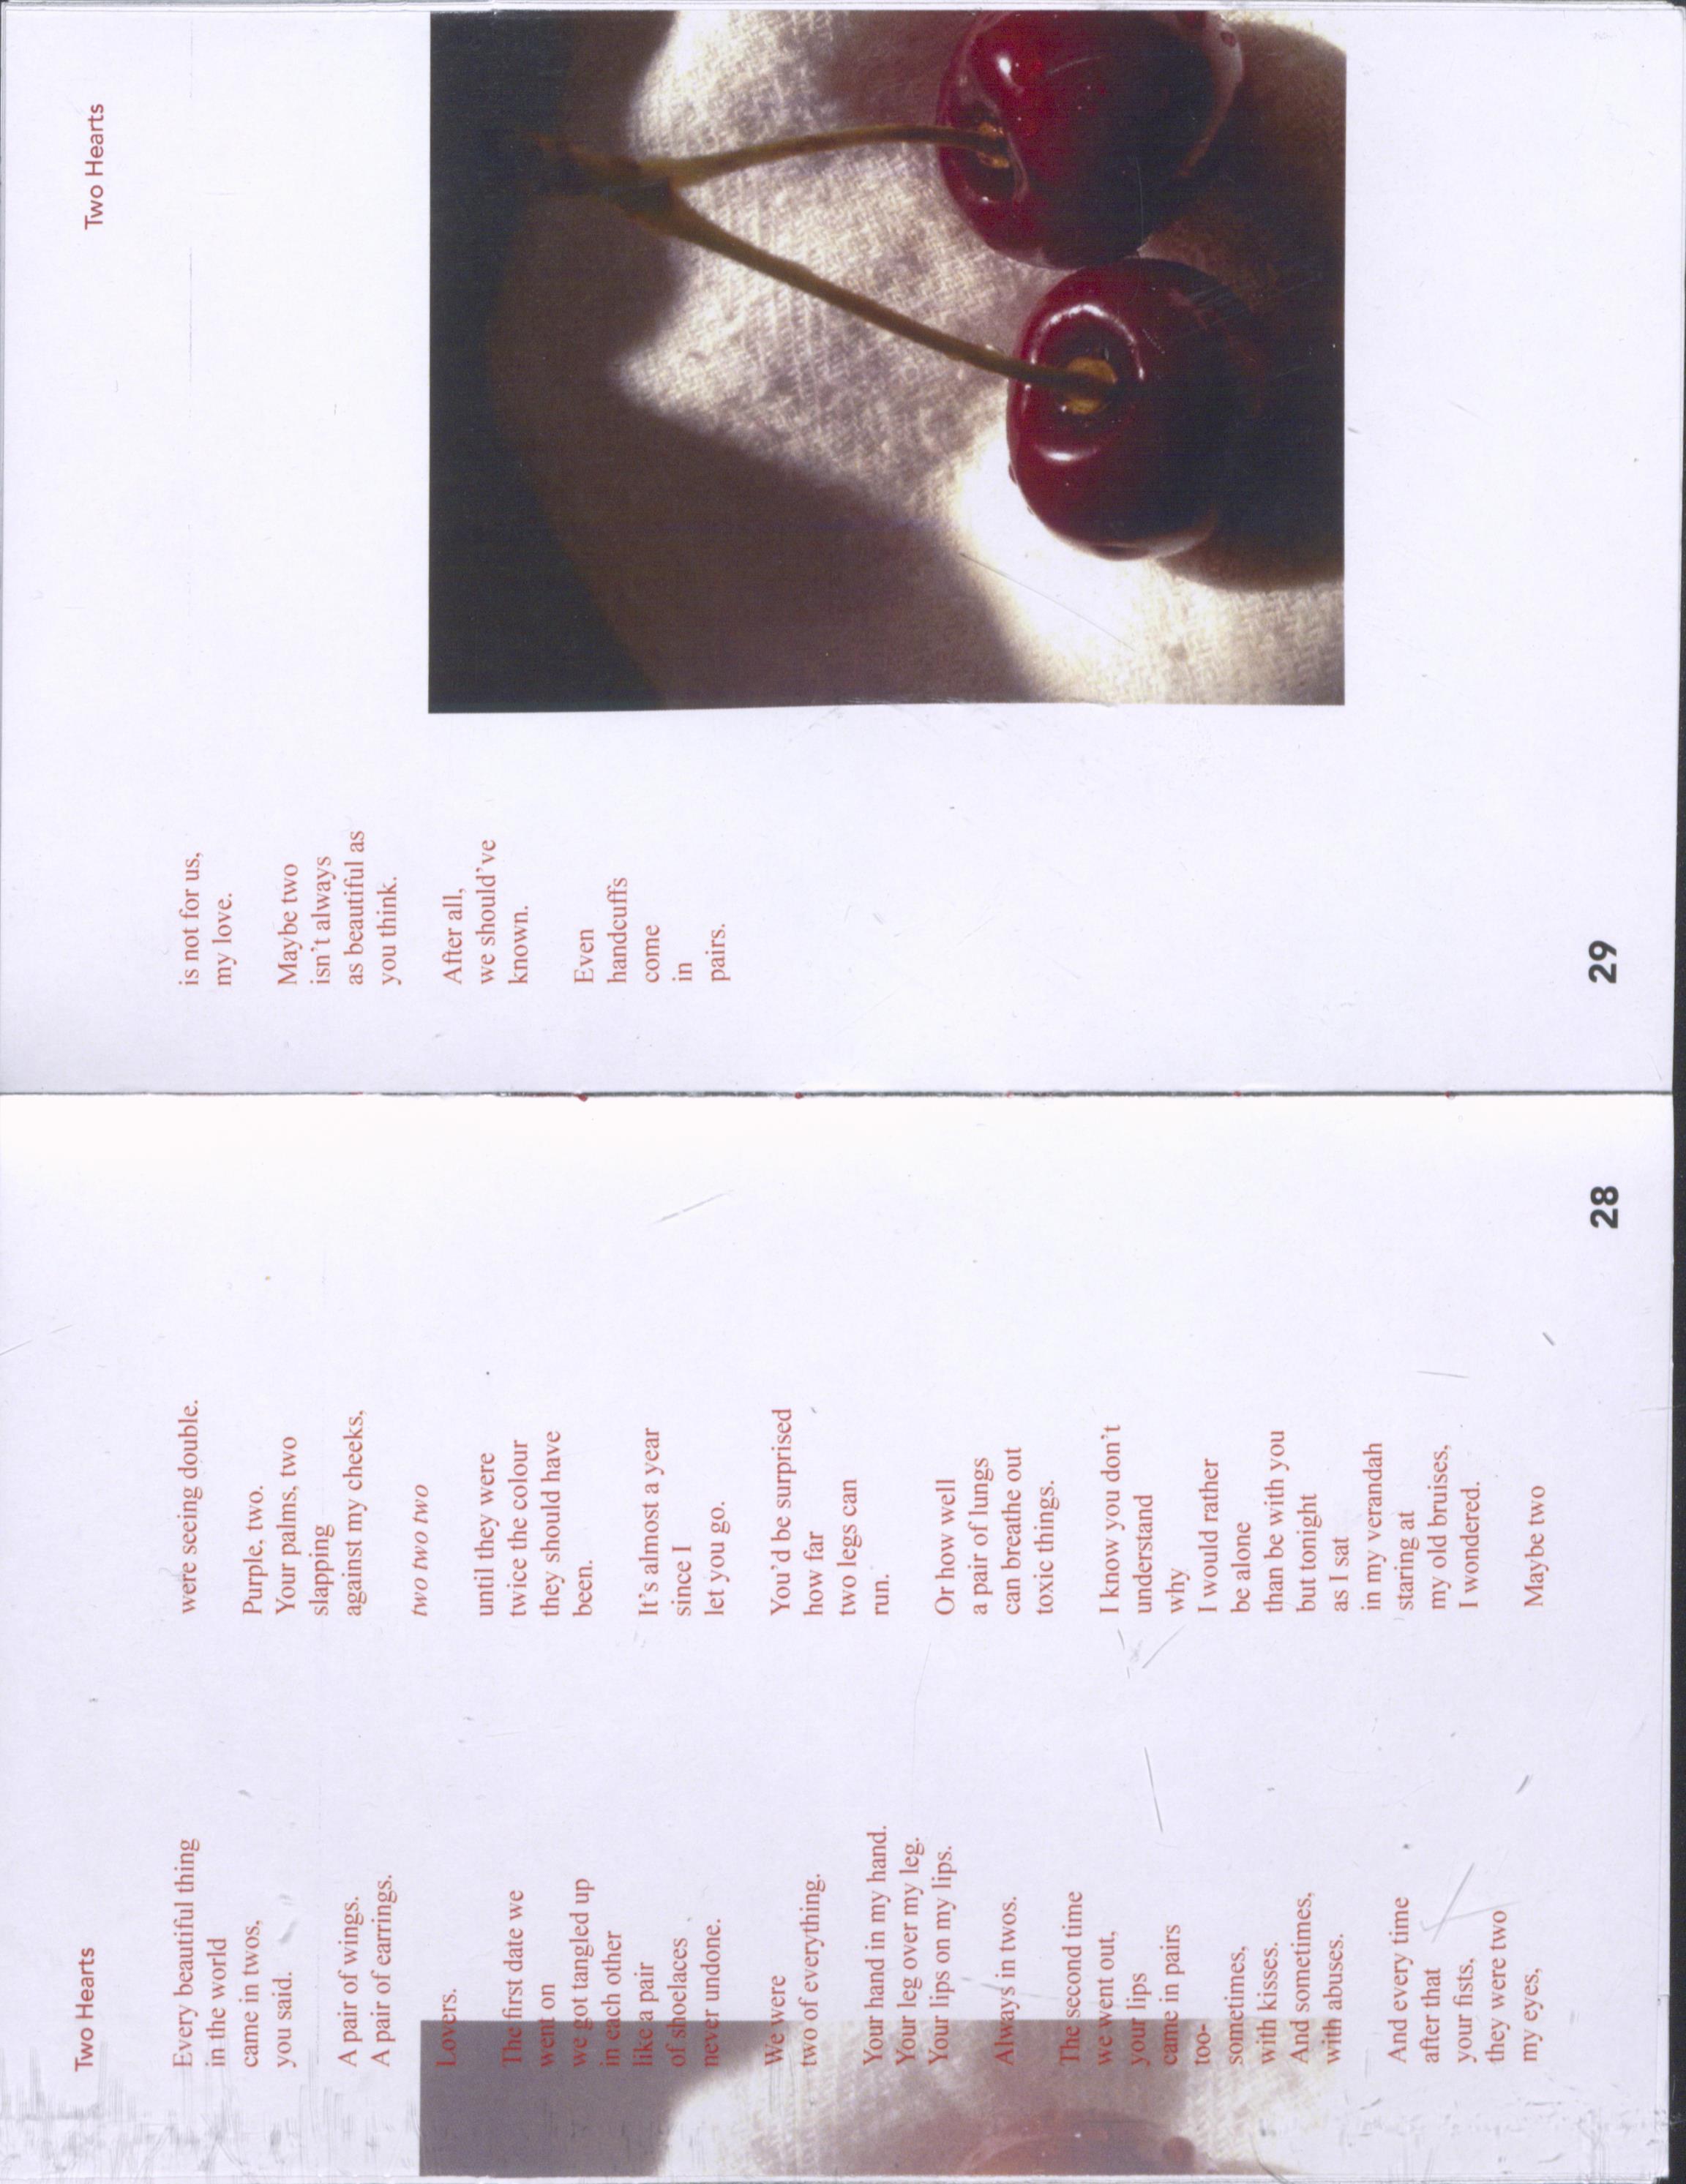 Two Hearts
Every beautiful thing
in the world
came in twos,
you said.
A pair of wings.
A pair of earrings.
Lovers.
The first date we
went on
we got tangled up
in each other
like a pair
of shoelaces
never undone.
We were
two of everything.
Your hand in my hand.
Your leg over my leg.
Your lips on my lips.
Always in twos.
The second time
we went out,
your lips
came in pairs
too-
sometimes,
with kisses.
And sometimes,
with abuses.
And every time
after that
your fists,
they were two
my eyes,
were seeing double.
Purple, two.
Your palms, two
slapping
against my cheeks,
two two two
until they were
twice the colour
they should have
been.
It's almost a year
since I
let you go.
You'd be surprised
how far
two legs can
run.
Or how well
a pair of lungs
can breathe out
toxic things.
I know you don't
understand
why
I would rather
be alone
than be with you
but tonight
as I sat
in my verandah
staring at
my old bruises,
I wondered.
Maybe two
28
Two Hearts
is not for us,
my love.
Maybe two
isn't always
as beautiful as
you think.
After all,
we should've
known.
Even
handcuffs
come
in
pairs.
29